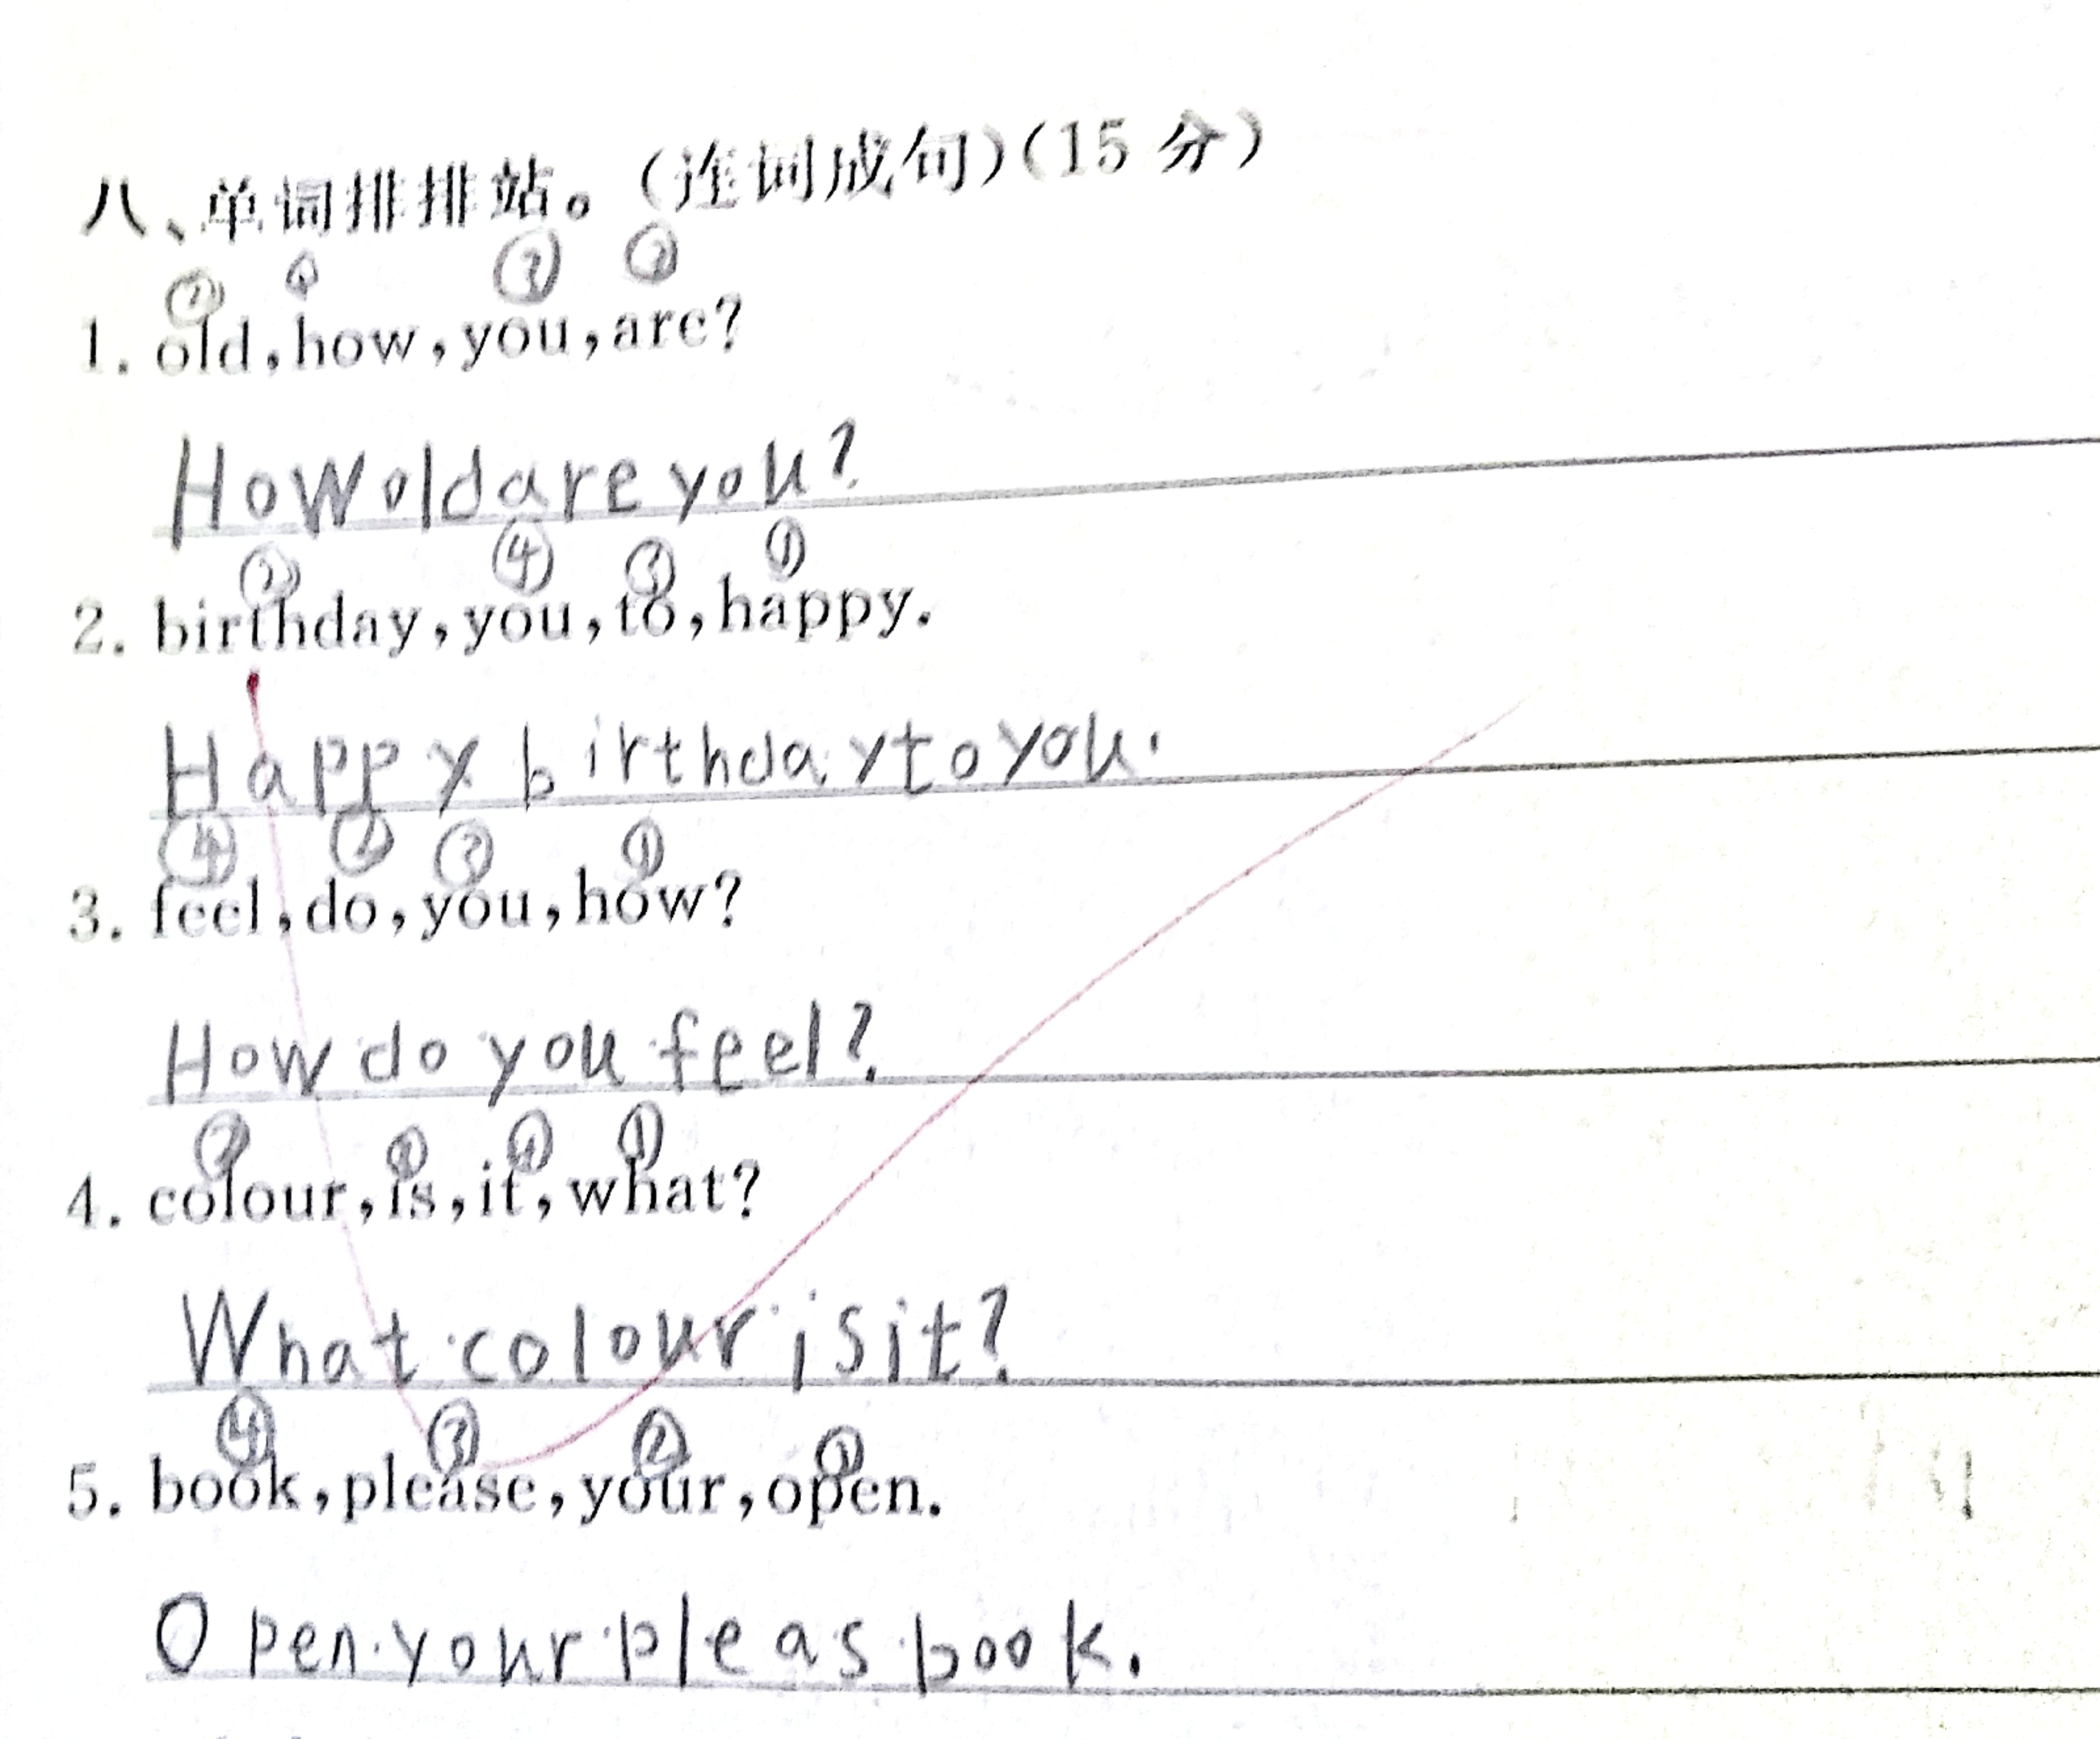 八、单词排排站。(连词成句)(15 分)
② ① ④ ③
1. old,how,you,are?
How old are you?
② ④ ③ ①
2. birthday,you,to,happy.
Happy birthday to you.
④ ② ③ ①
3. feel,do,you,how?
How do you feel?
② ③ ④ ①
4. colour,is,it,what?
What colour is it?
④ ③ ② ①
5. book,please,your,open.
Open your pleas book.